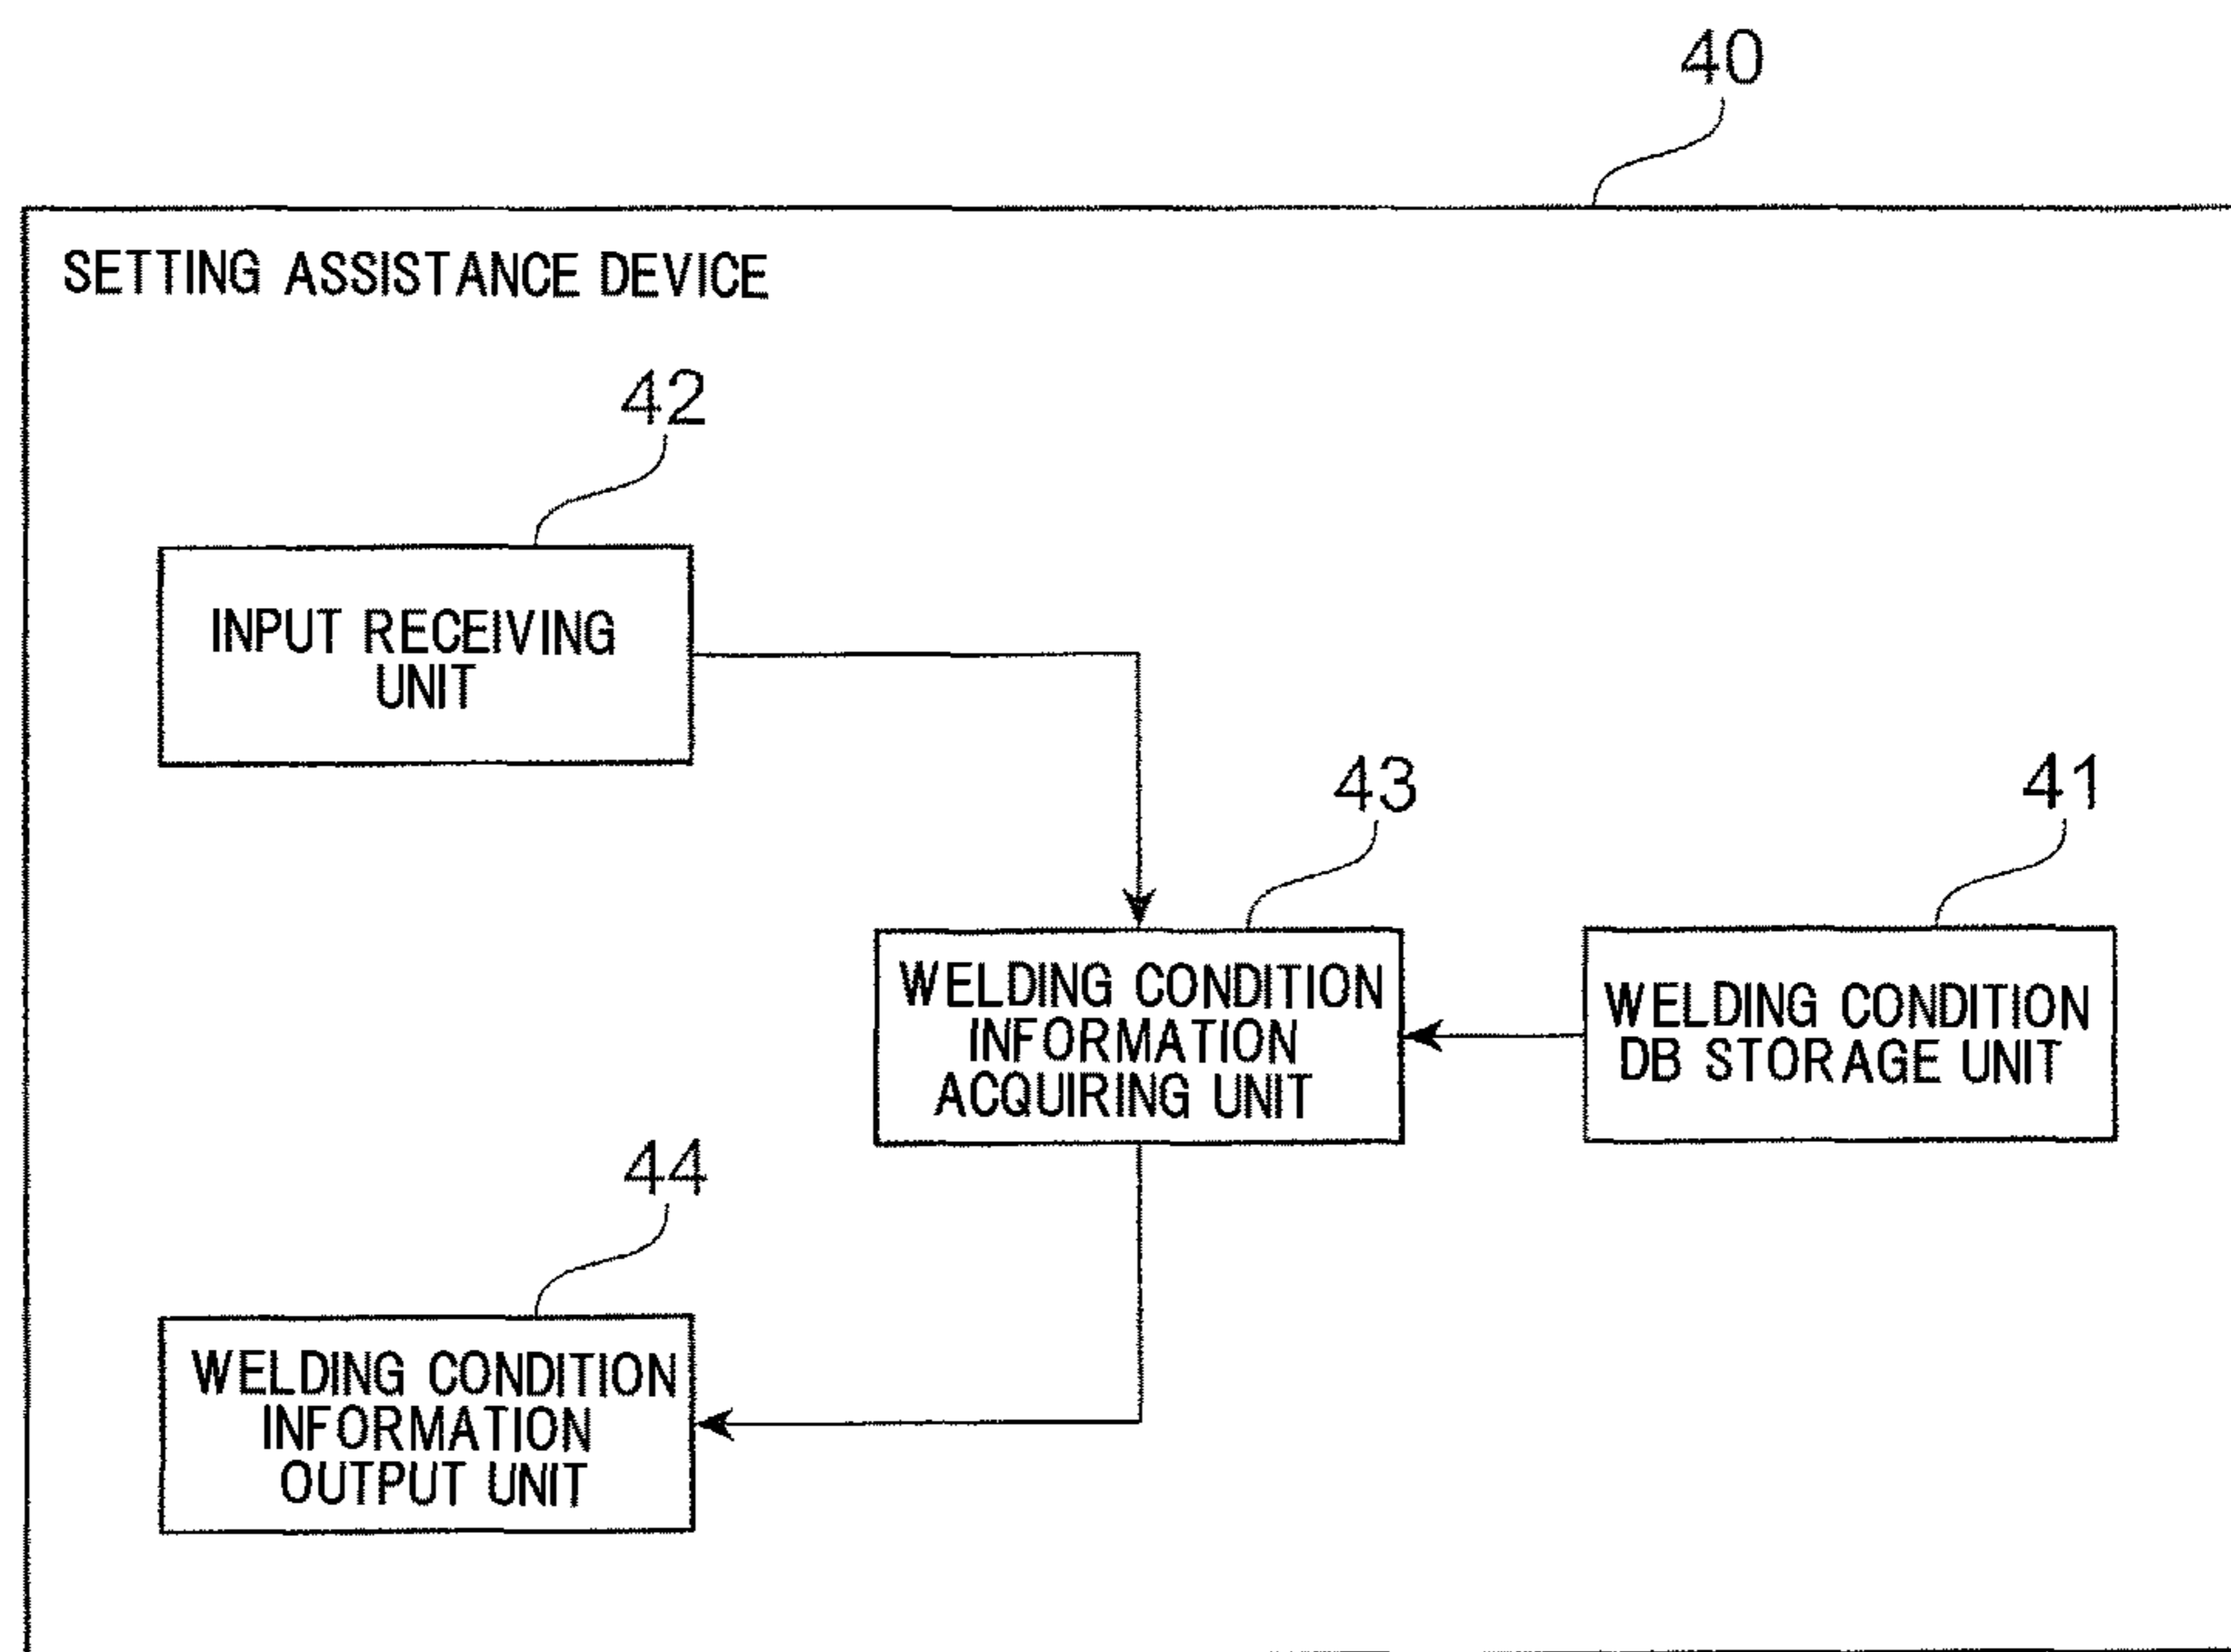 40
SETTING ASSISTANCE DEVICE
42
INPUT RECEIVING
UNIT
43
WELDING CONDITION
INFORMATION
ACQUIRING UNIT
41
WELDING CONDITION
DB STORAGE UNIT
44
WELDING CONDITION
INFORMATION
OUTPUT UNIT